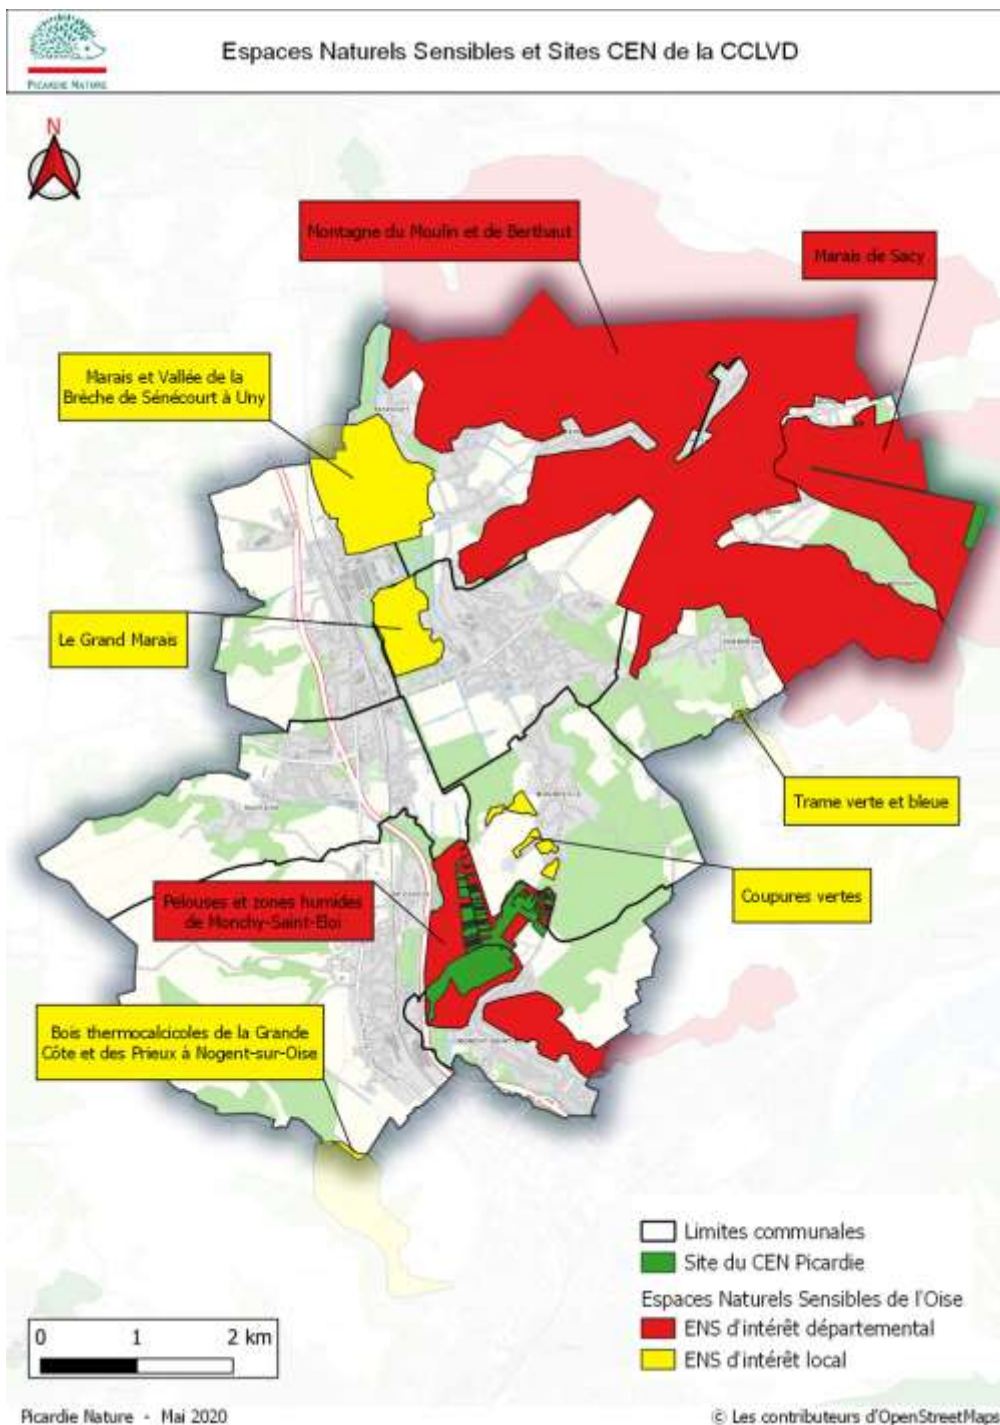 Espaces Naturels Sensibles et Sites CEN de la CCLVD
PICARDIE NATURE
N
Montagne du Moulin et de Berthaut
Marais de Sacy
Marais et Vallée de la
Brèche de Sénécourt à Uny
Le Grand Marais
Trame verte et bleue
Coupures vertes
Pelouses et zones humides
de Monchy-Saint-Eloi
Bois thermocalcicoles de la Grande
Côte et des Prieux à Nogent-sur-Oise
Limites communales
Site du CEN Picardie
Espaces Naturels Sensibles de l'Oise
ENS d'intérêt départemental
ENS d'intérêt local
0 1 2 km
Picardie Nature - Mai 2020
© Les contributeurs d'OpenStreetMaps